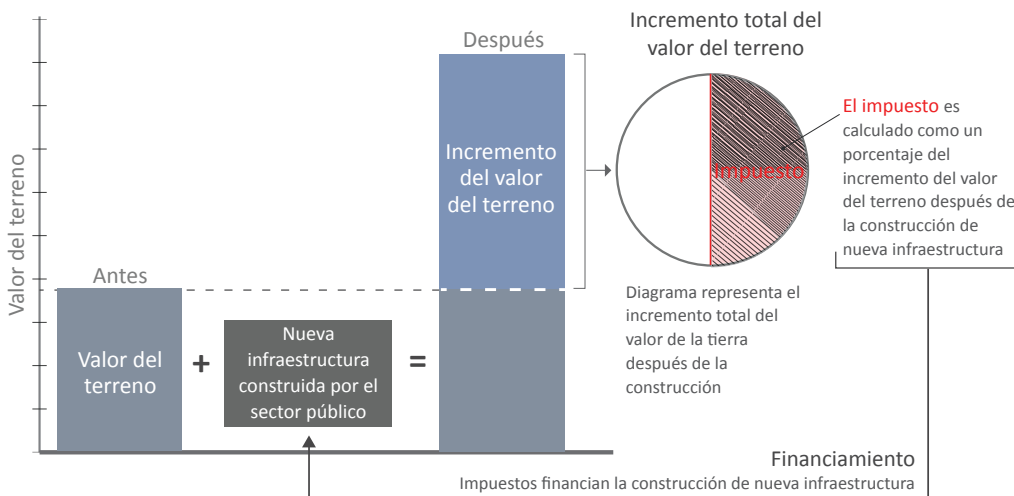 Valor del terreno
Antes
Valor del
terreno
+
Nueva
infraestructura
construida por el
sector público
=
Después
Incremento
del valor
del terreno
Incremento total del
valor del terreno
Impuesto
El impuesto es
calculado como un
porcentaje del
incremento del valor
del terreno después de
la construcción de
nueva infraestructura
Diagrama representa el
incremento total del
valor de la tierra
después de la
construcción
Financiamiento
Impuestos financian la construcción de nueva infraestructura